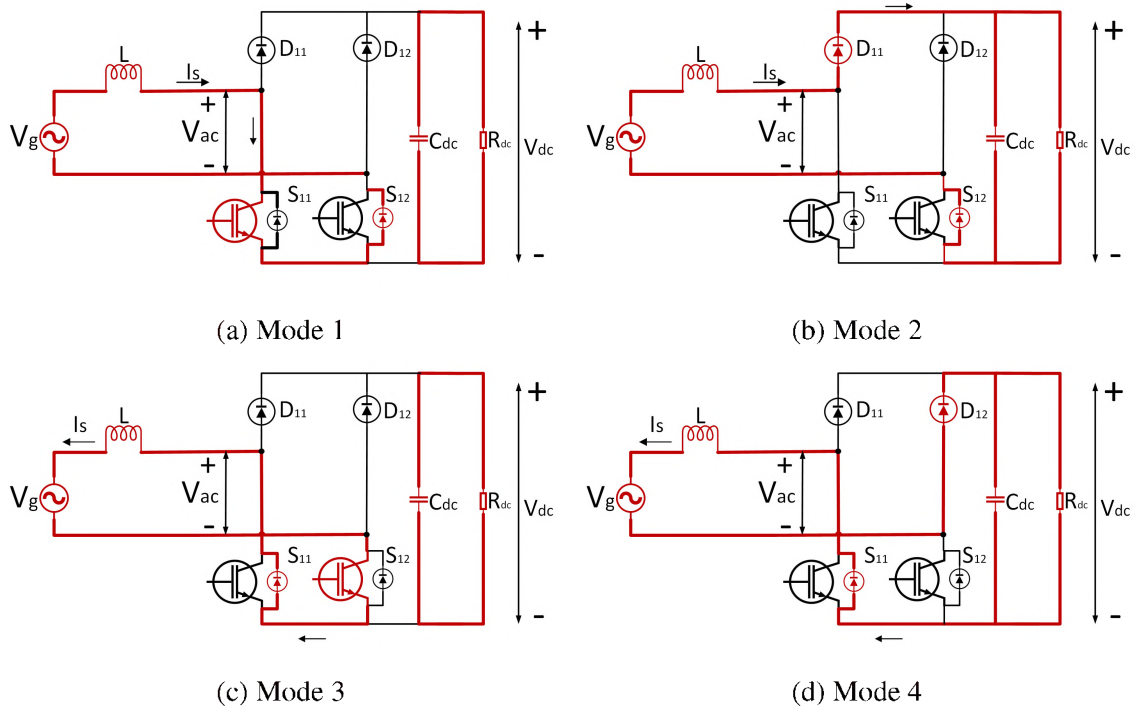 D11
D12
L
Is
+
Vg
Vac
-
Cdc
Rdc
Vdc
S11
S12
+
-
(a) Mode 1
D11
D12
L
Is
+
Vg
Vac
-
Cdc
Rdc
Vdc
S11
S12
+
-
(b) Mode 2
D11
D12
L
Is
+
Vg
Vac
-
Cdc
Rdc
Vdc
S11
S12
+
-
(c) Mode 3
D11
D12
L
Is
+
Vg
Vac
-
Cdc
Rdc
Vdc
S11
S12
+
-
(d) Mode 4